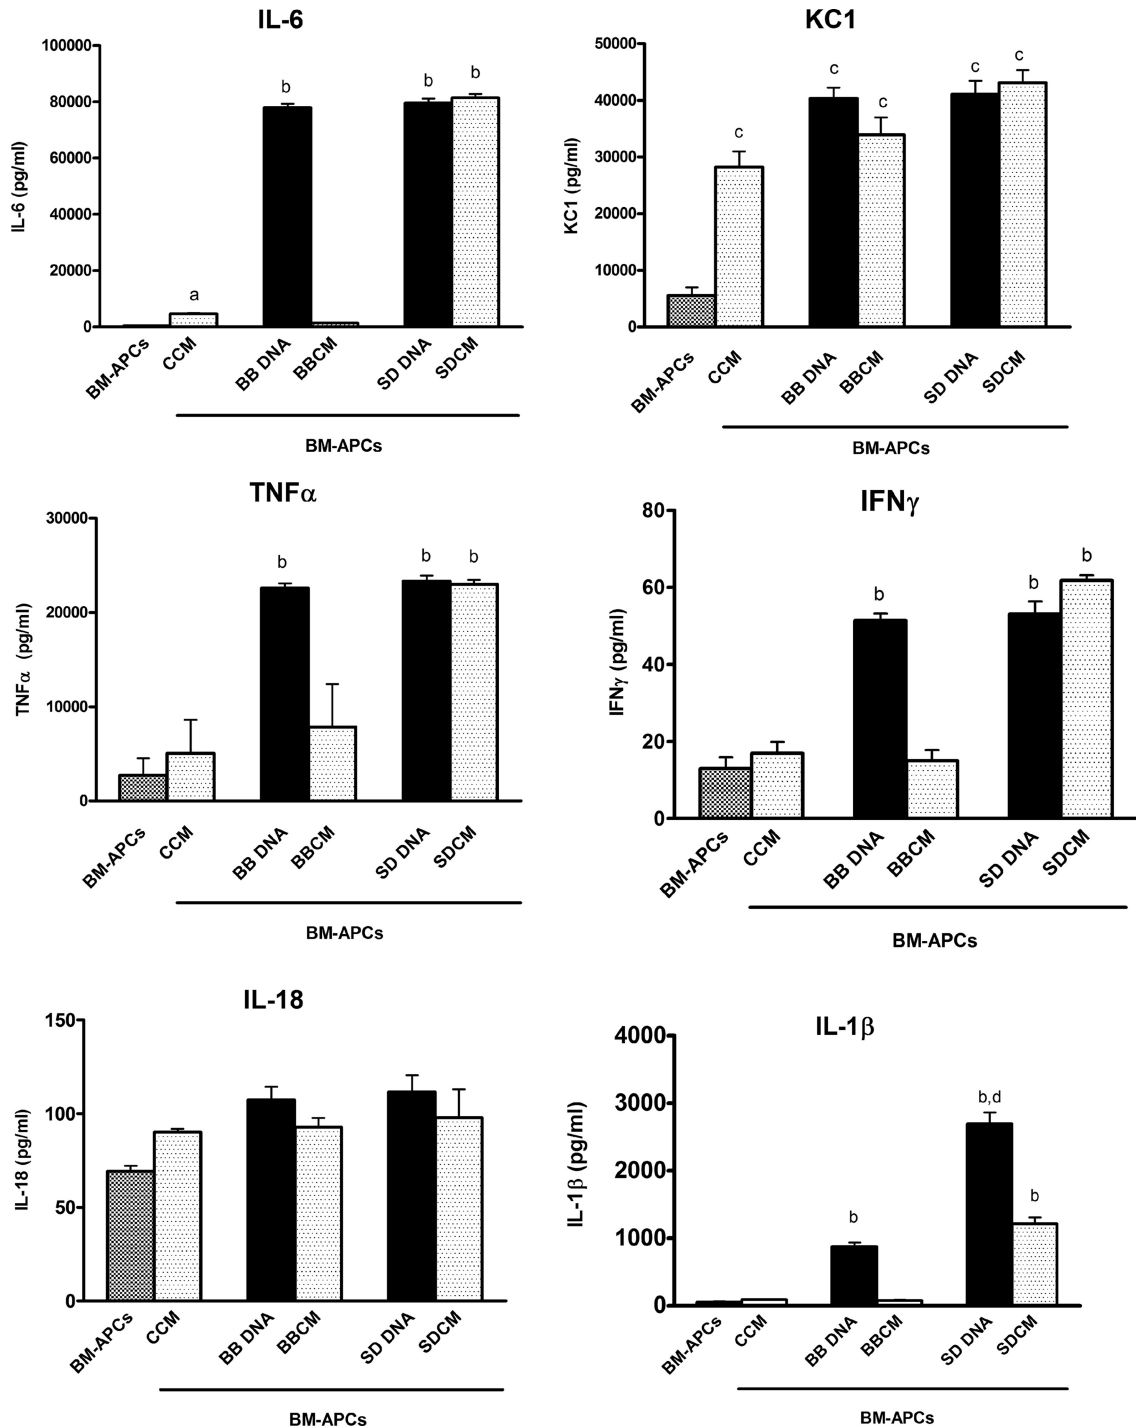 IL-6
100000
80000
60000
40000
20000
0
IL-6 (pg/ml)
a
b
b
b
BM-APCs
CCM
BB DNA
BBCM
SD DNA
SDCM
BM-APCs
KC1
50000
40000
30000
20000
10000
0
KC1 (pg/ml)
c
c
c
c
c
BM-APCs
CCM
BB DNA
BBCM
SD DNA
SDCM
BM-APCs
TNFα
30000
20000
10000
0
TNFα (pg/ml)
b
b
b
BM-APCs
CCM
BB DNA
BBCM
SD DNA
SDCM
BM-APCs
IFNγ
80
60
40
20
0
IFNγ (pg/ml)
b
b
b
BM-APCs
CCM
BB DNA
BBCM
SD DNA
SDCM
BM-APCs
IL-18
150
100
50
0
IL-18 (pg/ml)
BM-APCs
CCM
BB DNA
BBCM
SD DNA
SDCM
BM-APCs
IL-1β
4000
3000
2000
1000
0
IL-1β (pg/ml)
b
b,d
b
BM-APCs
CCM
BB DNA
BBCM
SD DNA
SDCM
BM-APCs